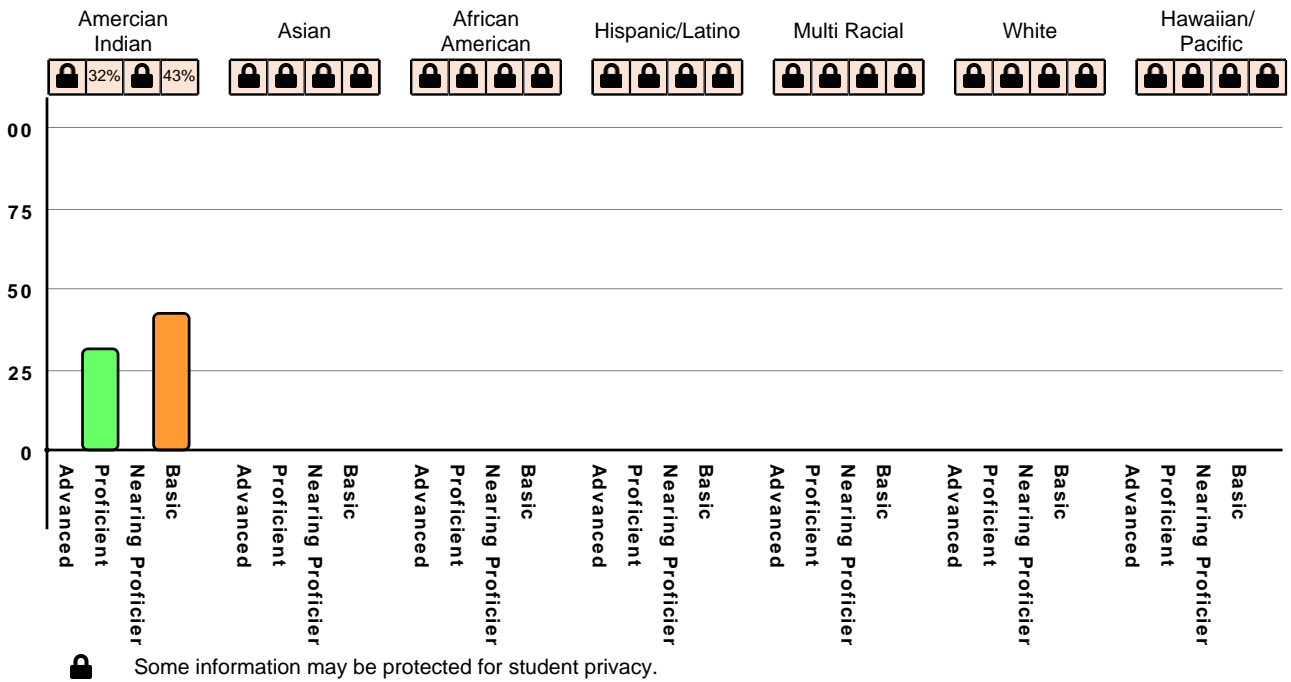 Amercian
Indian
Asian
African
American
Hispanic/Latino
Multi Racial
White
Hawaiian/
Pacific
32%
43%
00
75
50
25
0
Advanced
Proficient
Nearing Proficier
Basic
Advanced
Proficient
Nearing Proficier
Basic
Advanced
Proficient
Nearing Proficier
Basic
Advanced
Proficient
Nearing Proficier
Basic
Advanced
Proficient
Nearing Proficier
Basic
Advanced
Proficient
Nearing Proficier
Basic
Advanced
Proficient
Nearing Proficier
Basic
Some information may be protected for student privacy.